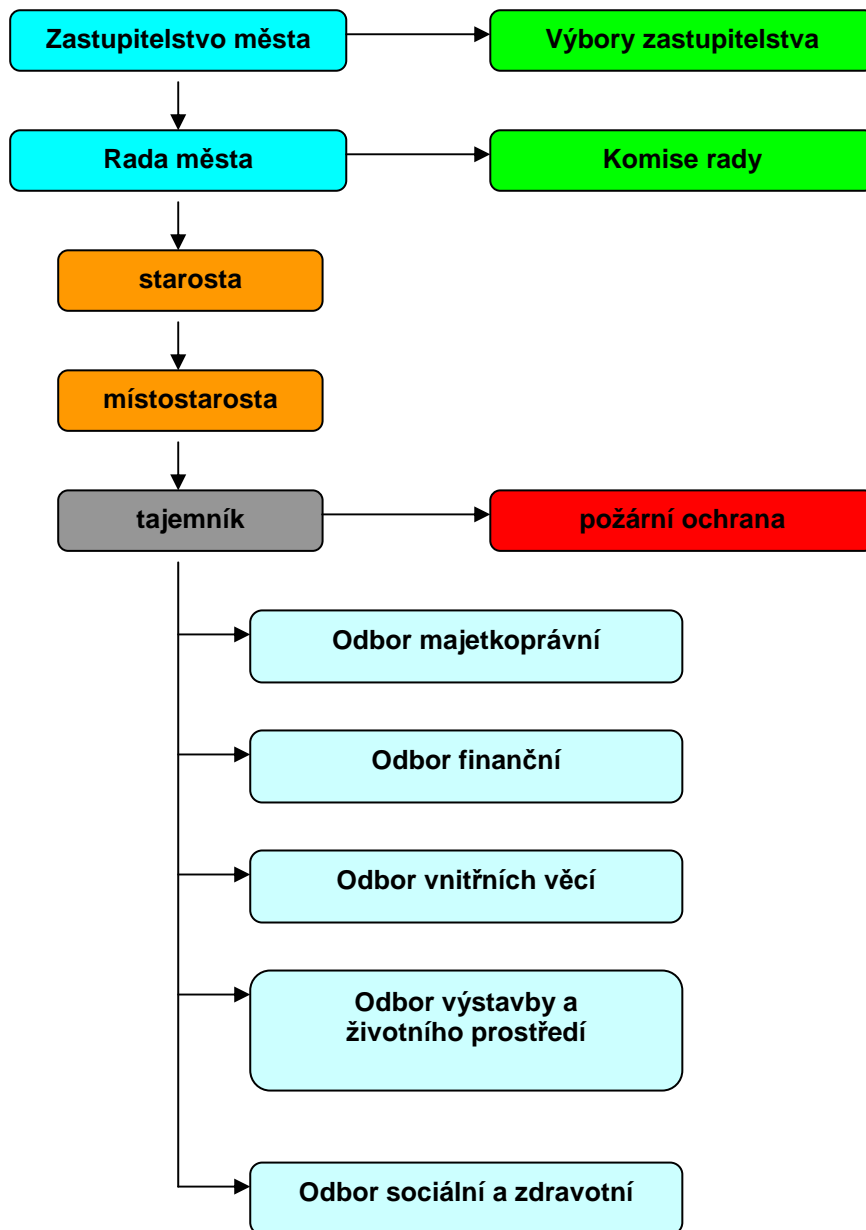 Zastupitelstvo města
Výbory zastupitelstva
Rada města
Komise rady
starosta
místostarosta
tajemník
požární ochrana
Odbor majetkoprávní
Odbor finanční
Odbor vnitřních věcí
Odbor výstavby a
životního prostředí
Odbor sociální a zdravotní